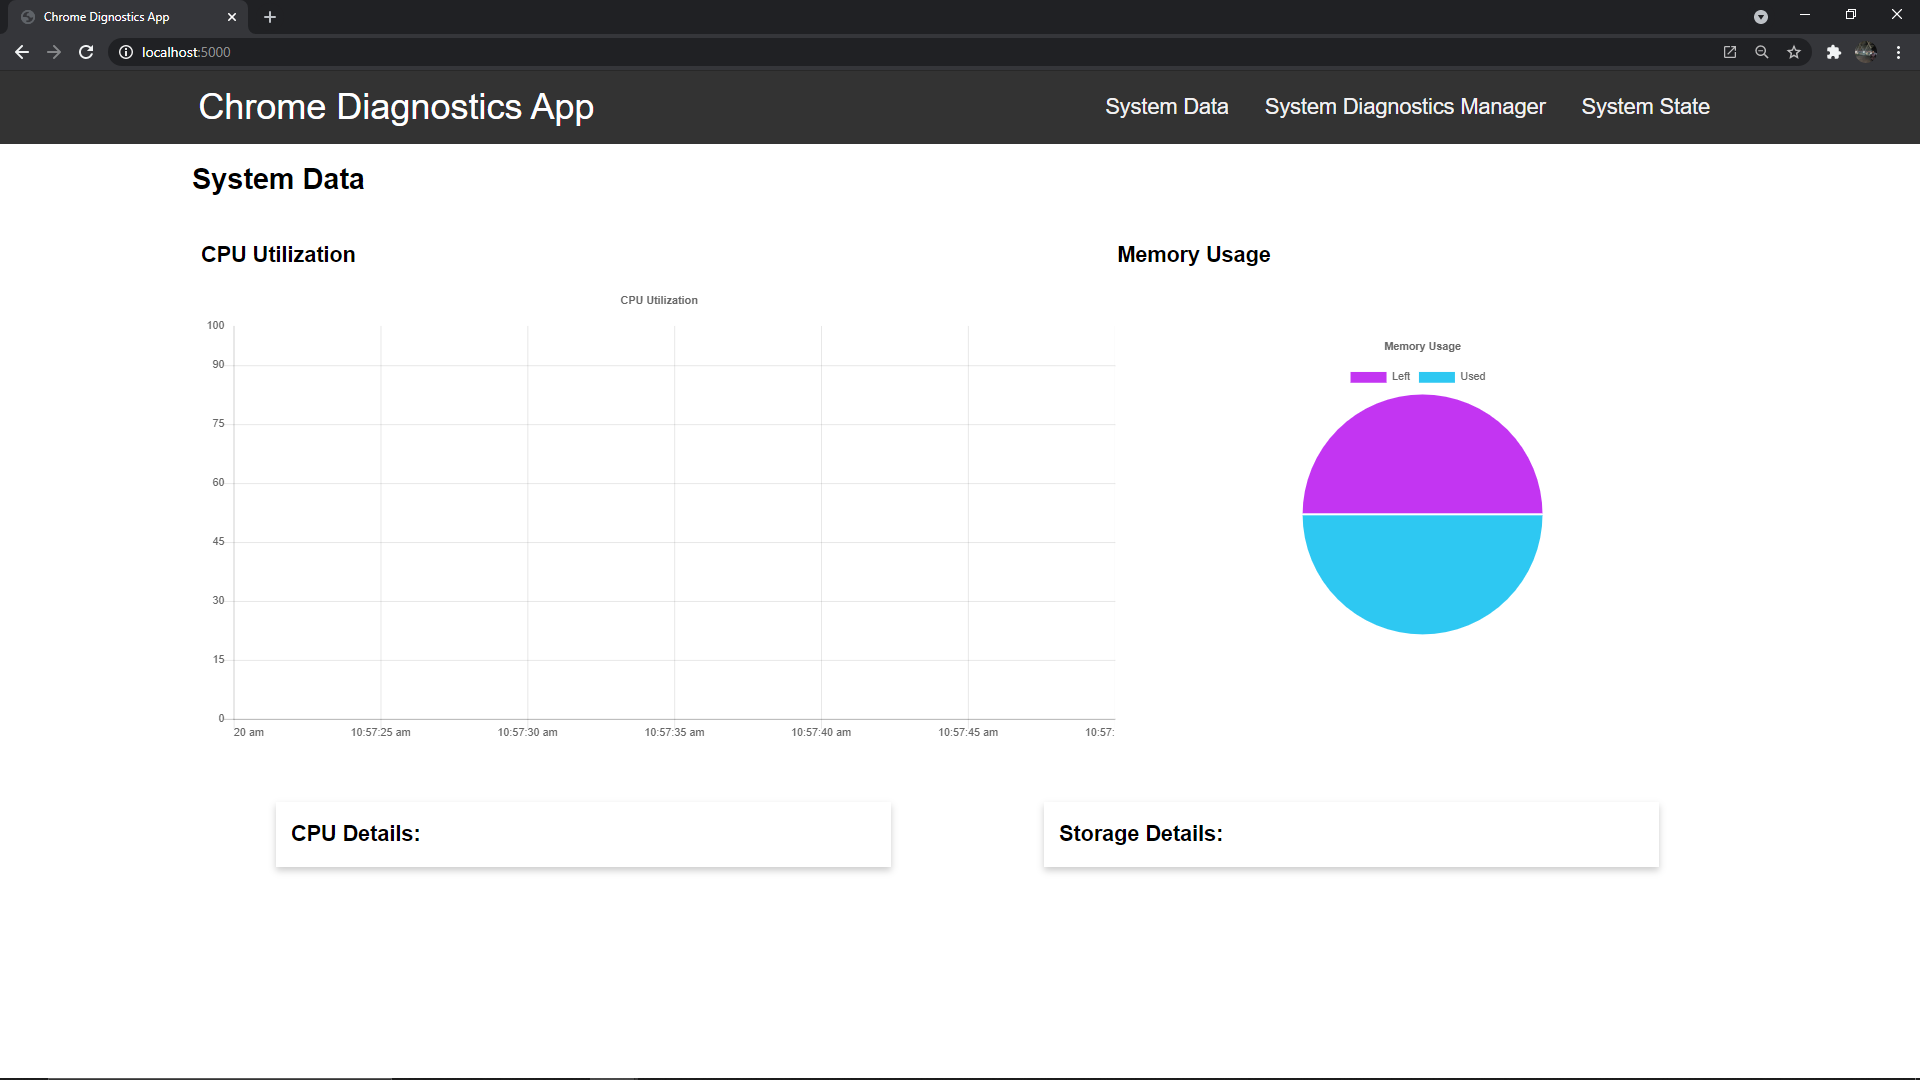 Chrome Dignostics App
localhost:5000
Chrome Diagnostics App
System Data
System Diagnostics Manager
System State
System Data
CPU Utilization
Memory Usage
CPU Utilization
100
90
75
60
45
30
15
0
20 am
10:57:25 am
10:57:30 am
10:57:35 am
10:57:40 am
10:57:45 am
10:57:
Memory Usage
Left
Used
CPU Details:
Storage Details: